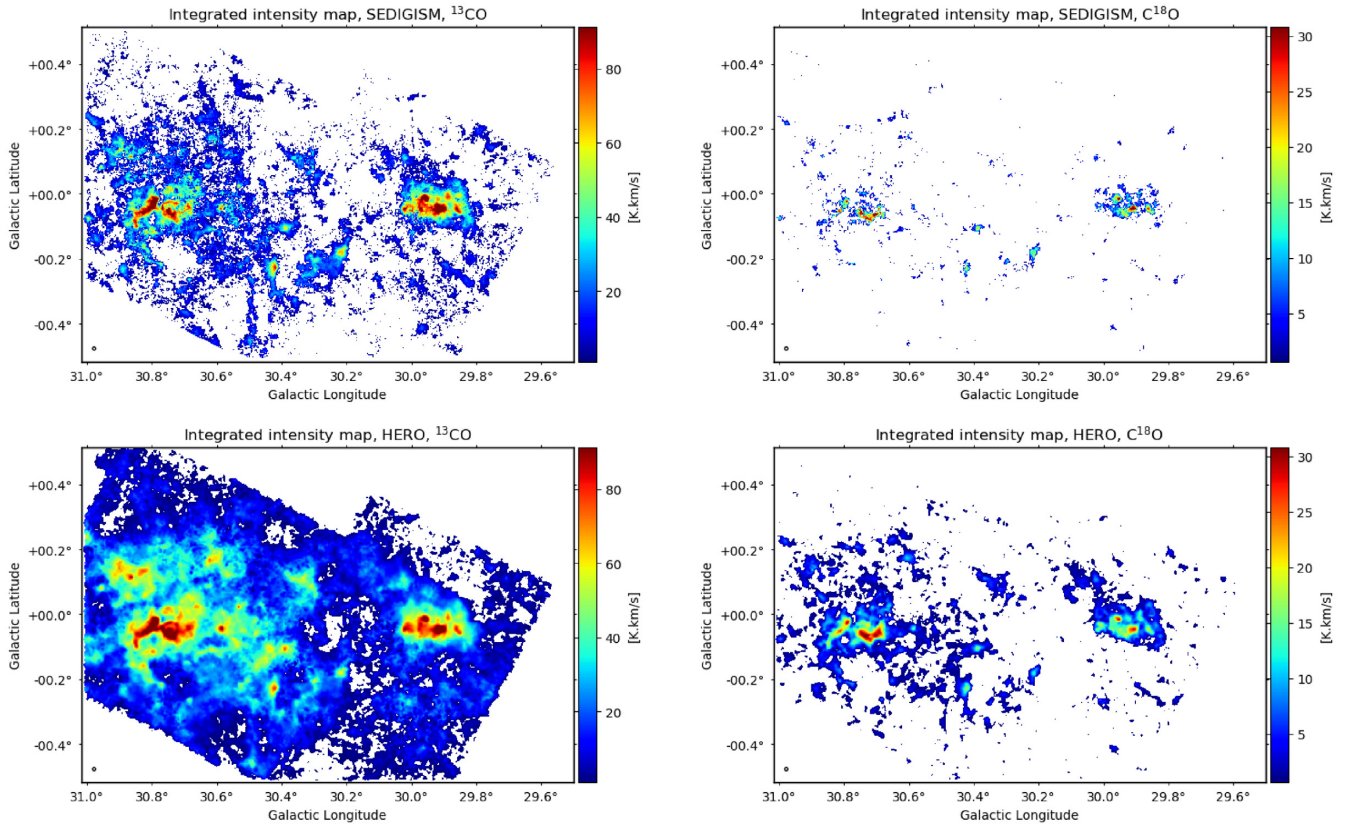 Integrated intensity map, SEDIGISM, ¹³CO
+00.4°
+00.2°
+00.0°
-00.2°
-00.4°
Galactic Latitude
31.0° 30.8° 30.6° 30.4° 30.2° 30.0° 29.8° 29.6°
Galactic Longitude
80
60
40
20
[K.km/s]
Integrated intensity map, SEDIGISM, C¹⁸O
+00.4°
+00.2°
+00.0°
-00.2°
-00.4°
Galactic Latitude
31.0° 30.8° 30.6° 30.4° 30.2° 30.0° 29.8° 29.6°
Galactic Longitude
30
25
20
15
10
5
[K.km/s]
Integrated intensity map, HERO, ¹³CO
+00.4°
+00.2°
+00.0°
-00.2°
-00.4°
Galactic Latitude
31.0° 30.8° 30.6° 30.4° 30.2° 30.0° 29.8° 29.6°
Galactic Longitude
80
60
40
20
[K.km/s]
Integrated intensity map, HERO, C¹⁸O
+00.4°
+00.2°
+00.0°
-00.2°
-00.4°
Galactic Latitude
31.0° 30.8° 30.6° 30.4° 30.2° 30.0° 29.8° 29.6°
Galactic Longitude
30
25
20
15
10
5
[K.km/s]